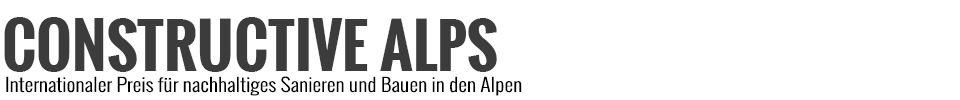 CONSTRUCTIVE ALPS
Internationaler Preis für nachhaltiges Sanieren und Bauen in den Alpen